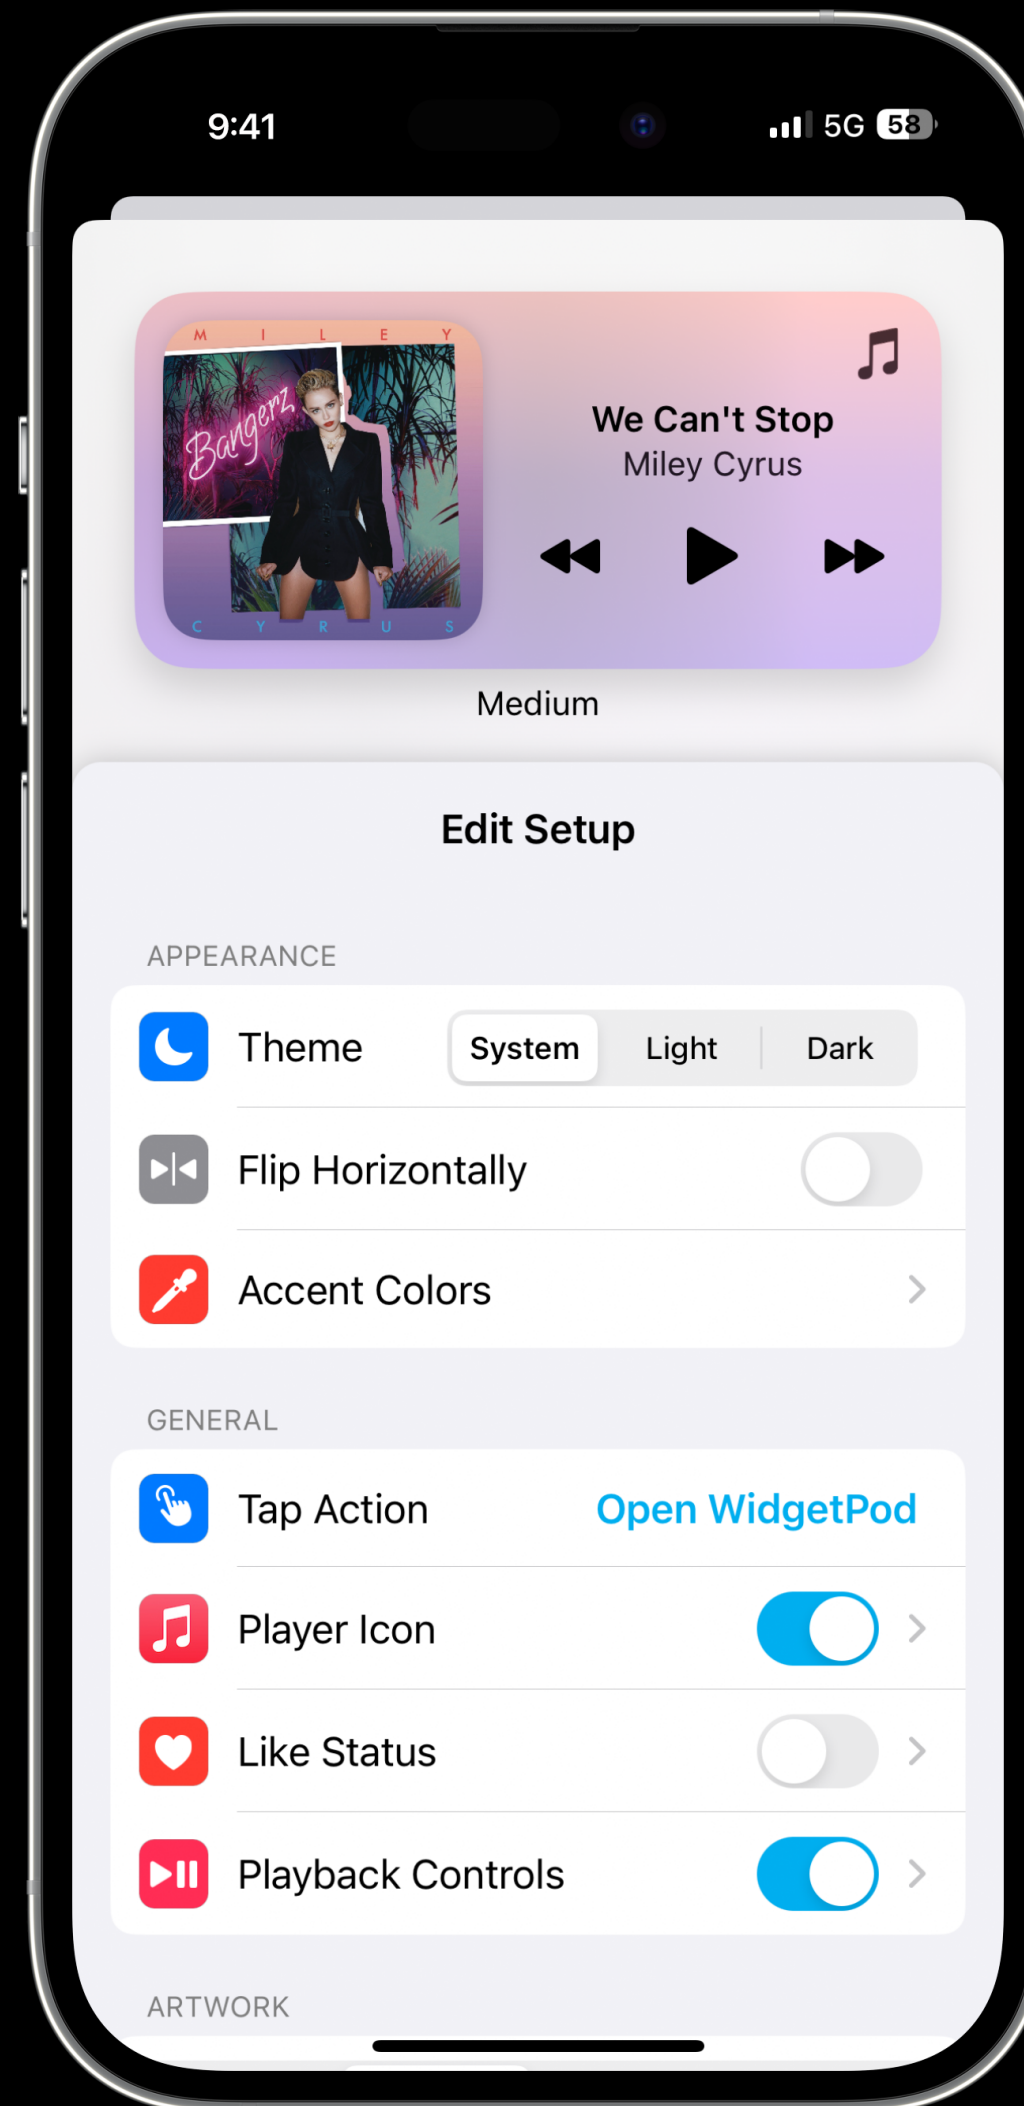 9:41
5G 58
MILEY
Bangerz
CYRUS
We Can't Stop
Miley Cyrus
Medium
Edit Setup
APPEARANCE
Theme System Light Dark
Flip Horizontally
Accent Colors
GENERAL
Tap Action Open WidgetPod
Player Icon
Like Status
Playback Controls
ARTWORK